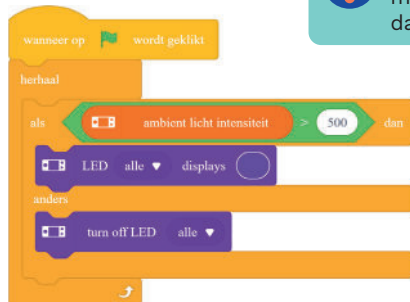 da
wanneer op wordt geklikt
herhaal
als ambient licht intensiteit > 500 dan
LED alle displays
anders
turn off LED alle